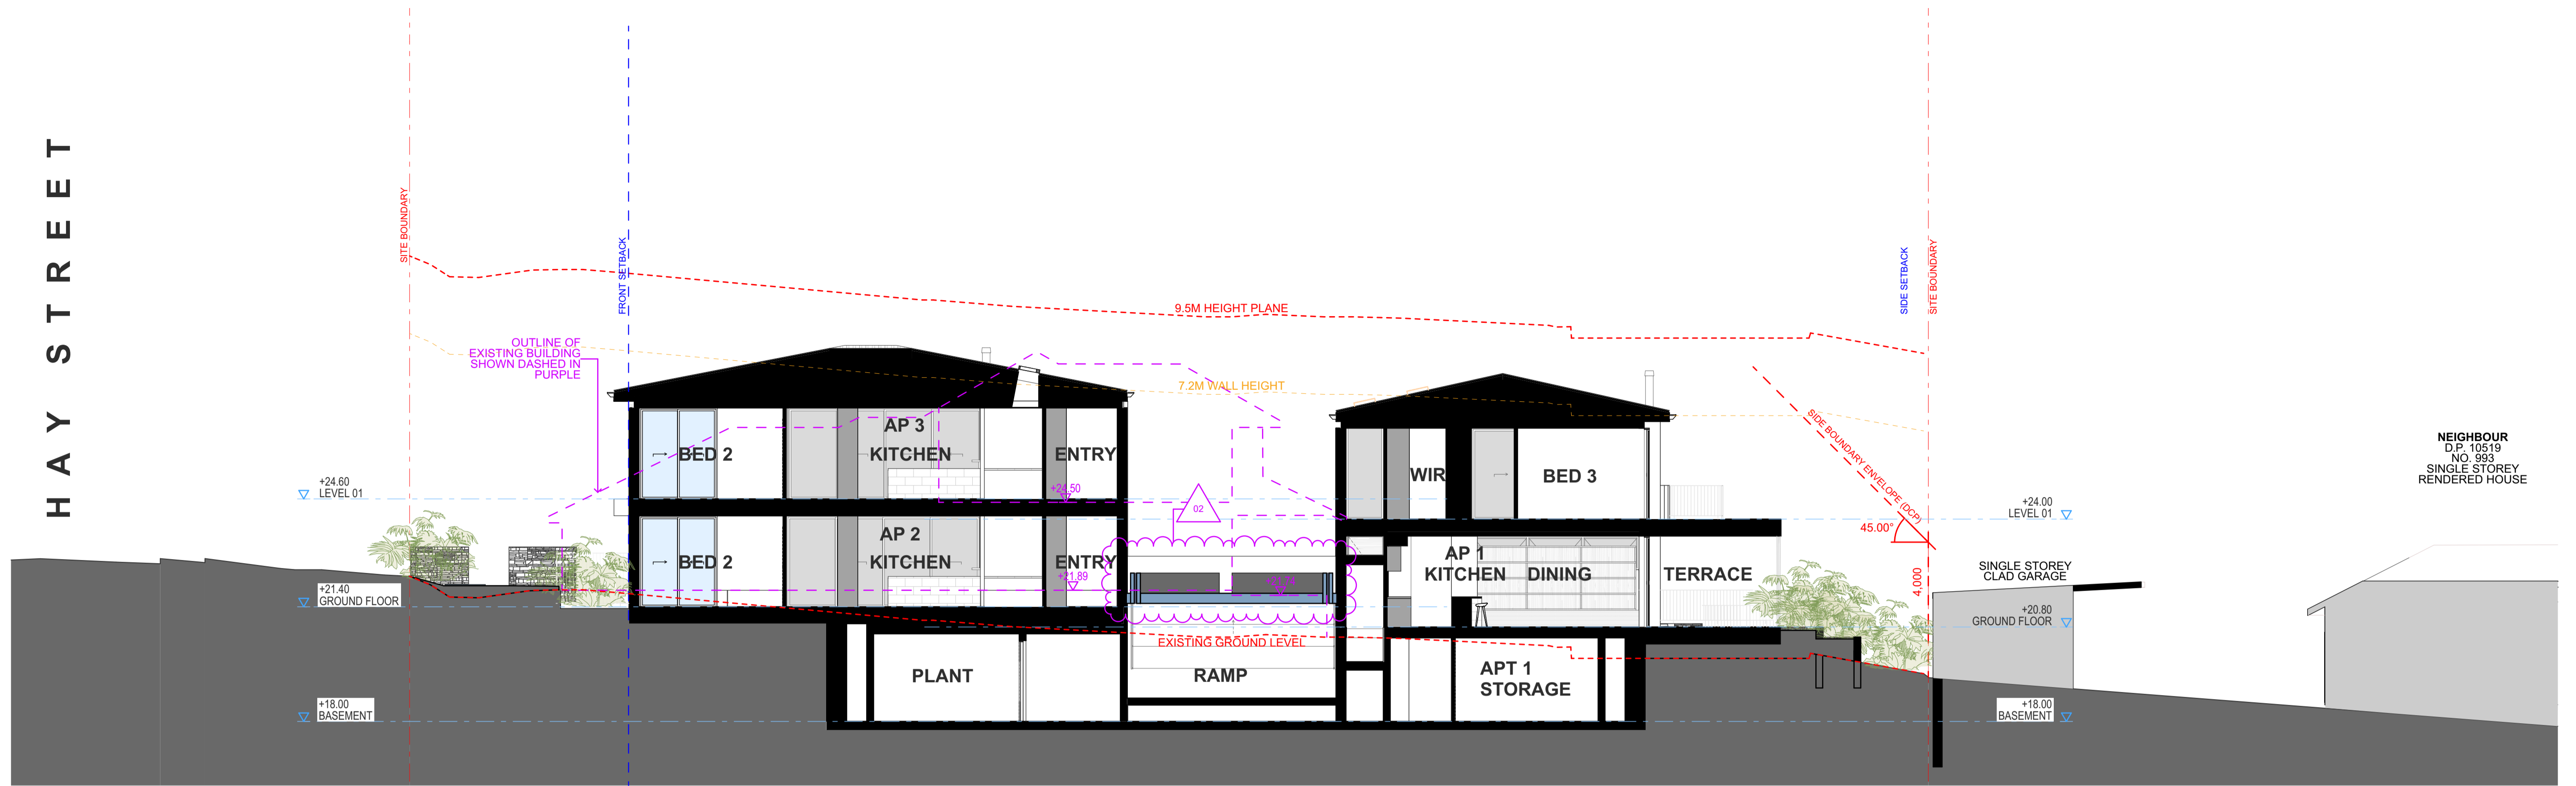 HAY STREET
SITE BOUNDARY
FRONT SETBACK
SIDE SETBACK
SITE BOUNDARY
9.5M HEIGHT PLANE
OUTLINE OF
EXISTING BUILDING
SHOWN DASHED IN
PURPLE
7.2M WALL HEIGHT
SIDE BOUNDARY ENVELOPE (DCP)
45.00°
4,000
NEIGHBOUR
D.P. 10519
NO. 993
SINGLE STOREY
RENDERED HOUSE
BED 2
AP 3
KITCHEN
ENTRY
WIR
BED 3
+24.60
LEVEL 01
+24.50
02
+24.00
LEVEL 01
BED 2
AP 2
KITCHEN
ENTRY
+21.89
+21.74
AP 1
KITCHEN
DINING
TERRACE
SINGLE STOREY
CLAD GARAGE
+21.40
GROUND FLOOR
+20.80
GROUND FLOOR
EXISTING GROUND LEVEL
PLANT
RAMP
APT 1
STORAGE
+18.00
BASEMENT
+18.00
BASEMENT